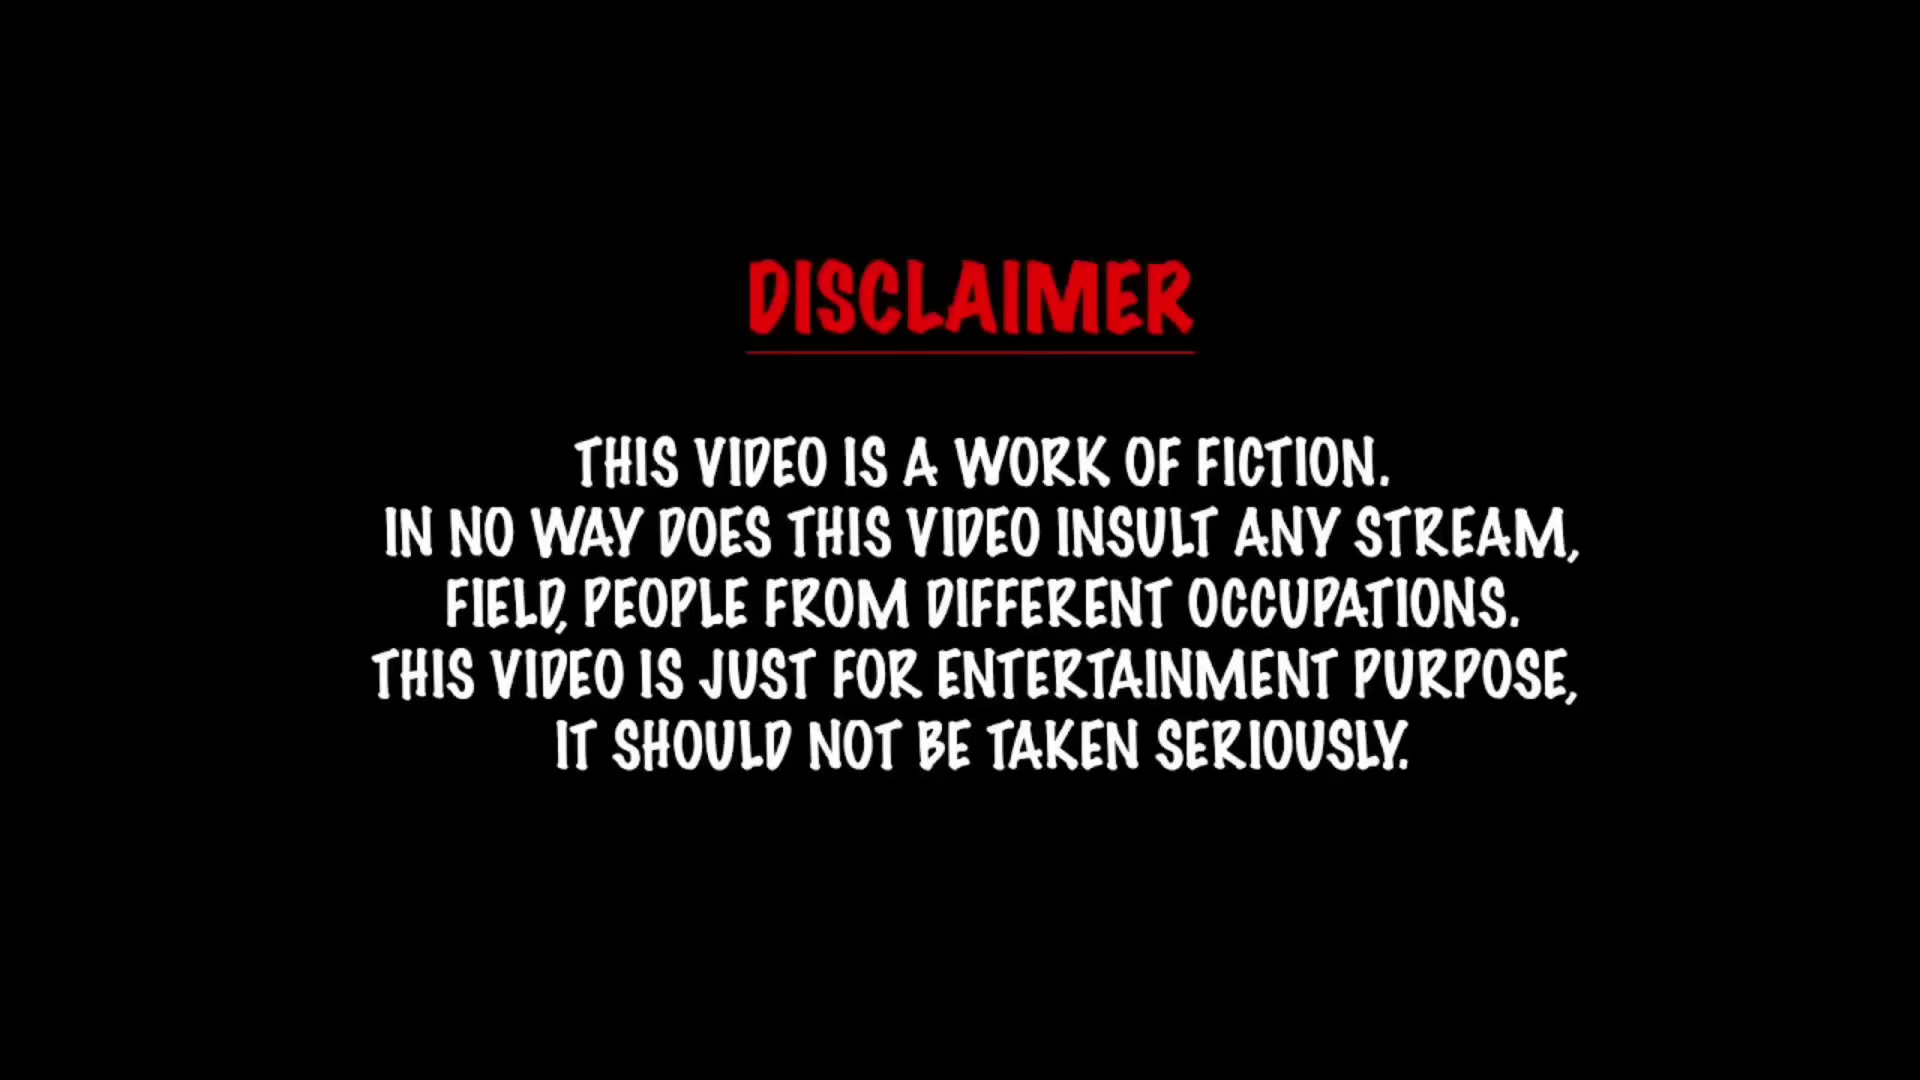 DISCLAIMER
THIS VIDEO IS A WORK OF FICTION.
IN NO WAY DOES THIS VIDEO INSULT ANY STREAM,
FIELD, PEOPLE FROM DIFFERENT OCCUPATIONS.
THIS VIDEO IS JUST FOR ENTERTAINMENT PURPOSE,
IT SHOULD NOT BE TAKEN SERIOUSLY.